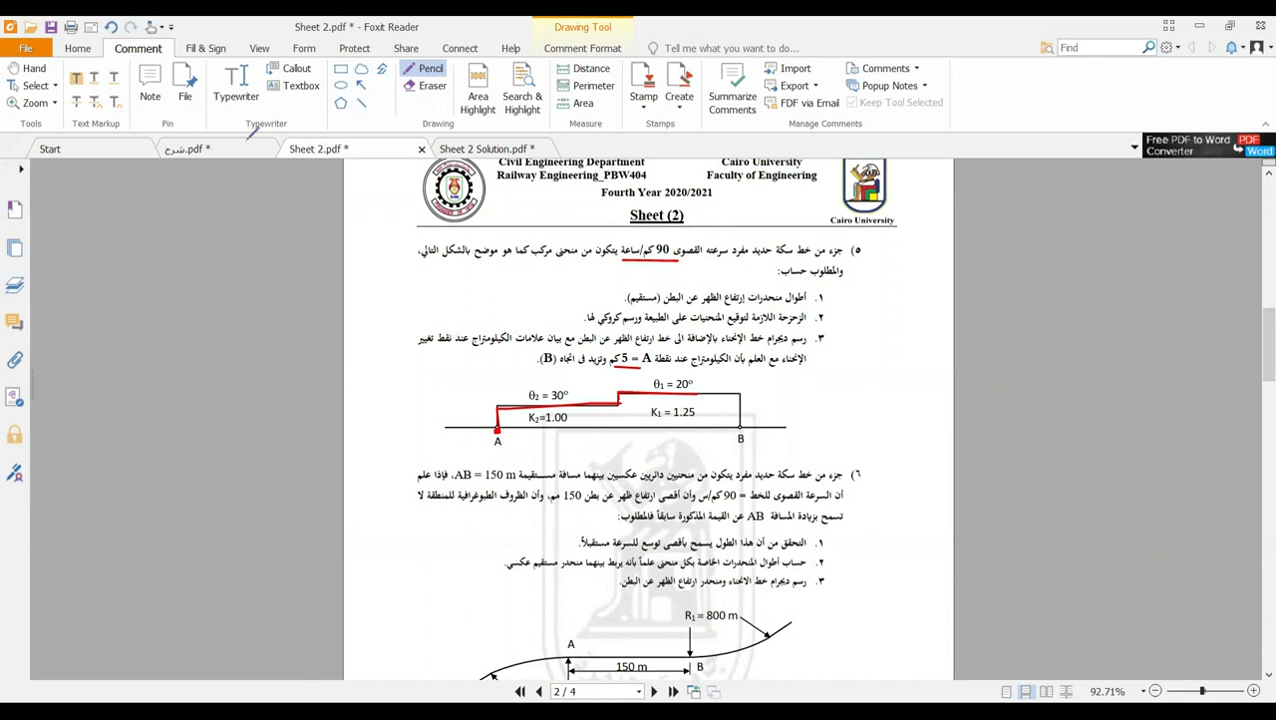 Sheet 2.pdf * - Foxit Reader
Drawing Tool
File Home Comment Fill & Sign View Form Protect Share Connect Help Comment Format Tell me what you want to do... Find
Hand
Select
Zoom
Tools
Text Markup
Note
File
Pin
Typewriter
Callout
Textbox
Typewriter
Pencil
Eraser
Area Highlight
Search & Highlight
Drawing
Distance
Perimeter
Area
Measure
Stamp
Create
Stamps
Summarize Comments
Import
Export
FDF via Email
Comments
Popup Notes
Keep Tool Selected
Manage Comments
Start
شرح.pdf *
Sheet 2.pdf *
Sheet 2 Solution.pdf *
Free PDF to Word Converter
PDF
Word
Civil Engineering Department
Railway Engineering_PBW404
Cairo University
Faculty of Engineering
Fourth Year 2020/2021
Sheet (2)
Cairo University
٥) جزء من خط سكة حديد مفرد سرعته القصوى 90 كم/ساعة يتكون من منحنى مركب كما هو موضح بالشكل التالي،
والمطلوب حساب:
١. أطوال منحدرات إرتفاع الظهر عن البطن (مستقيم).
٢. الزحزحة اللازمة لتوقيع المنحنيات على الطبيعة ورسم كروكي لها.
٣. رسم ديجرام خط الإنحناء بالإضافة الى خط ارتفاع الظهر عن البطن مع بيان علامات الكيلومتراج عند نقط تغيير
الإنحناء مع العلم بأن الكيلومتراج عند نقطة A = 5 كم وتزيد فى اتجاه (B).
θ₂ = 30°
θ₁ = 20°
K₂=1.00
K₁ = 1.25
A
B
٦) جزء من خط سكة حديد مفرد يتكون من منحنيين دائريين عكسيين بينهما مسافة مستقيمة AB = 150 m، فإذا علم
أن السرعة القصوى للخط = 90 كم/س وأن أقصى ارتفاع ظهر عن بطن 150 مم، وأن الظروف الطبوغرافية للمنطقة لا
تسمح بزيادة المسافة AB عن القيمة المذكورة سابقاً فالمطلوب:
١. التحقق من أن هذا الطول يسمح بأقصى توسع للسرعة مستقبلاً.
٢. حساب أطوال المنحدرات الخاصة بكل منحنى علماً بأنه يربط بينهما منحدر مستقيم عكسي.
٣. رسم ديجرام خط الانحناء ومنحدر إرتفاع الظهر عن البطن.
R₁ = 800 m
A
150 m
B
2 / 4
92.71%